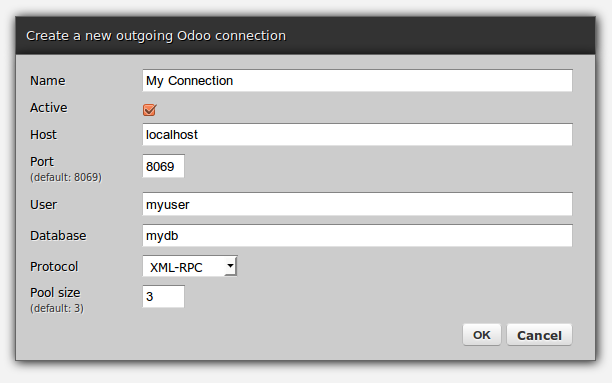 Create a new outgoing Odoo connection
Name My Connection
Active
Host localhost
Port 8069
(default: 8069)
User myuser
Database mydb
Protocol XML-RPC
Pool size 3
(default: 3)
OK Cancel